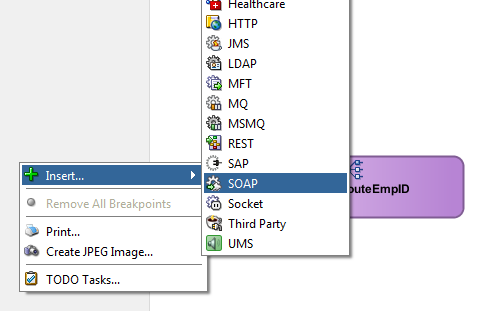 Healthcare
HTTP
JMS
LDAP
MFT
MQ
MSMQ
REST
SAP
SOAP
Socket
Third Party
UMS
Insert...
Remove All Breakpoints
Print...
Create JPEG Image...
TODO Tasks...
outeEmpID